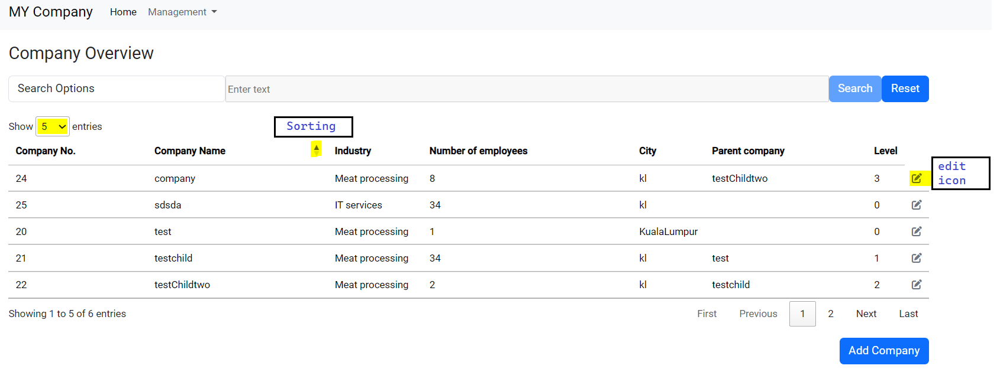 MY Company Home Management
Company Overview
Search Options Enter text Search Reset
Show 5 entries
Sorting
Company No. Company Name Industry Number of employees City Parent company Level
24 company Meat processing 8 kl testChildtwo 3
edit
icon
25 sdsda IT services 34 kl 0
20 test Meat processing 1 KualaLumpur 0
21 testchild Meat processing 34 kl test 1
22 testChildtwo Meat processing 2 kl testchild 2
Showing 1 to 5 of 6 entries First Previous 1 2 Next Last
Add Company